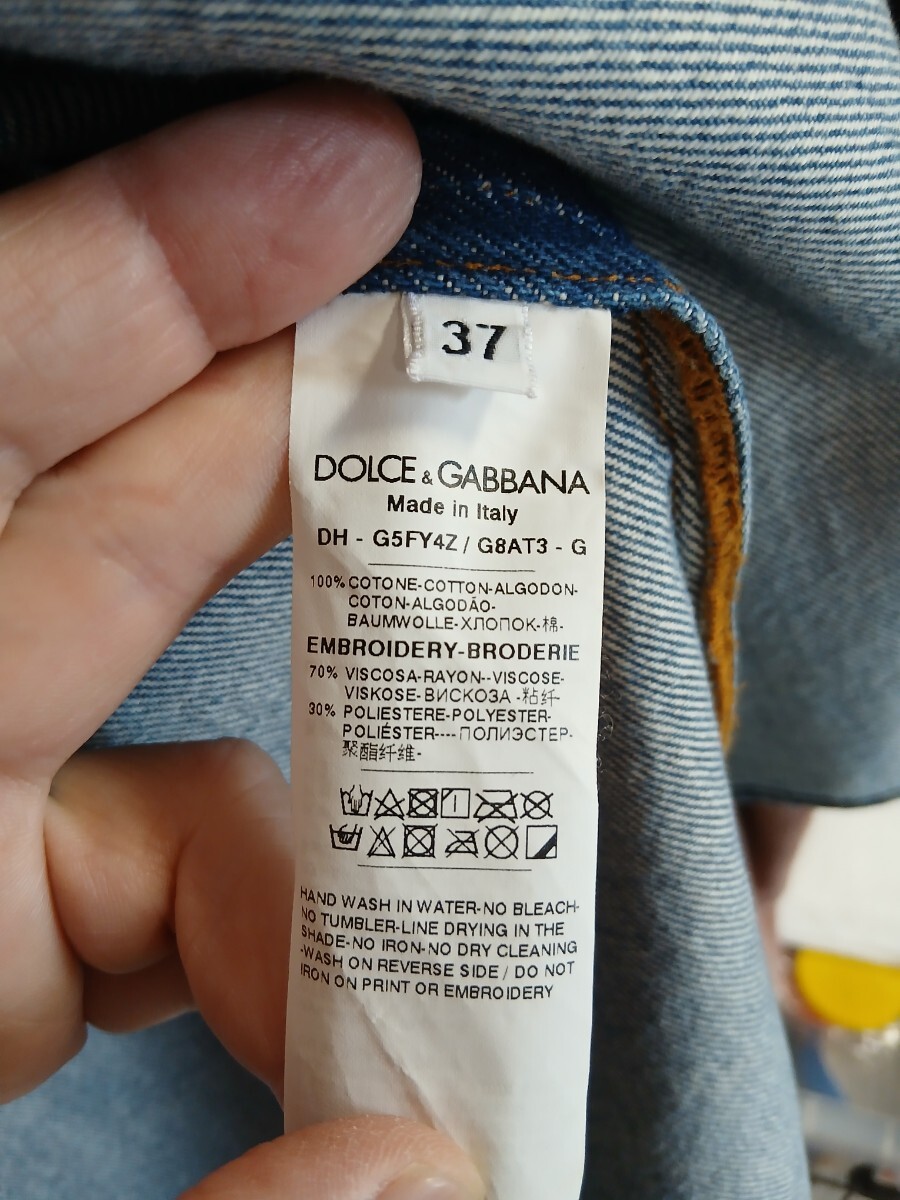 37
DOLCE & GABBANA
Made in Italy
DH - G5FY4Z / G8AT3 - G
100% COTONE-COTTON-ALGODON-
COTON-ALGODÃO-
BAUMWOLLE-ХЛОПОК-棉-
EMBROIDERY-BRODERIE
70% VISCOSA-RAYON--VISCOSE-
VISKOSE-ВИСКОЗА -粘纤
30% POLIESTERE-POLYESTER-
POLIÉSTER----ПОЛИЭСТЕР-
聚酯纤维-
HAND WASH IN WATER-NO BLEACH-
NO TUMBLER-LINE DRYING IN THE
SHADE-NO IRON-NO DRY CLEANING
-WASH ON REVERSE SIDE / DO NOT
IRON ON PRINT OR EMBROIDERY